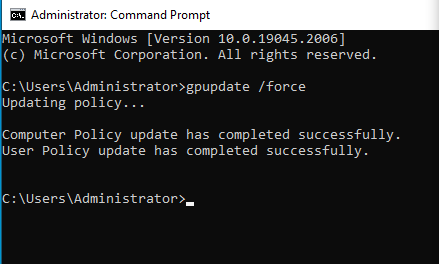 Administrator: Command Prompt
Microsoft Windows [Version 10.0.19045.2006]
(c) Microsoft Corporation. All rights reserved.
C:\Users\Administrator>gpupdate /force
Updating policy...
Computer Policy update has completed successfully.
User Policy update has completed successfully.
C:\Users\Administrator>